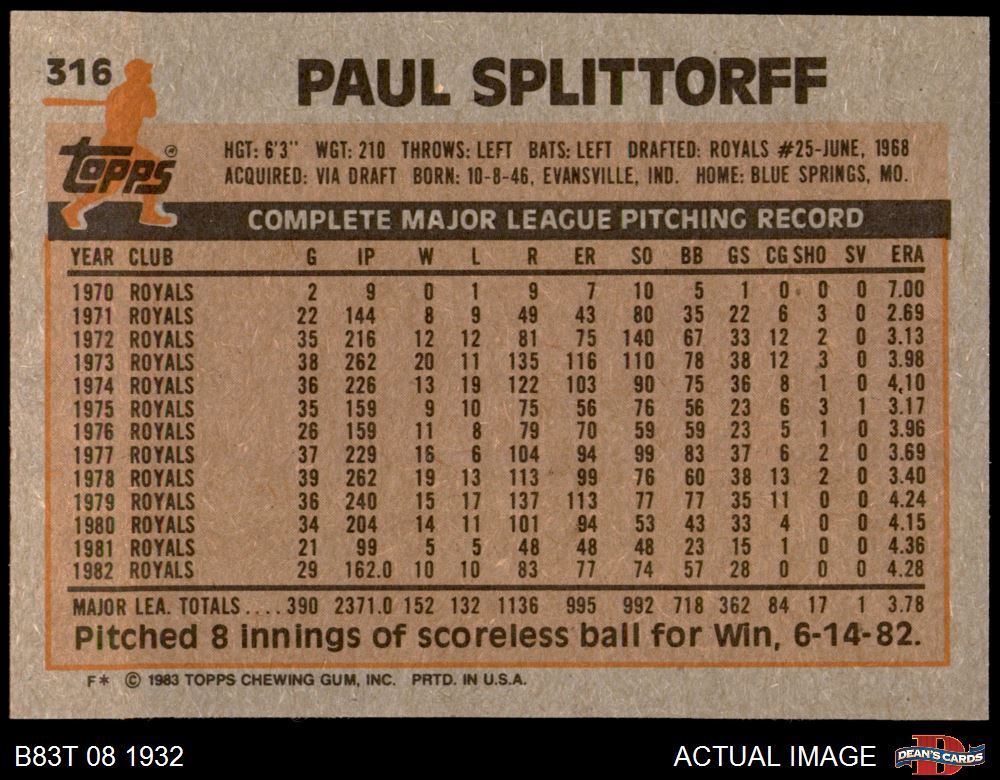 316
PAUL SPLITTORFF
Topps®
HGT: 6'3" WGT: 210 THROWS: LEFT BATS: LEFT DRAFTED: ROYALS #25-JUNE, 1968
ACQUIRED: VIA DRAFT BORN: 10-8-46, EVANSVILLE, IND. HOME: BLUE SPRINGS, MO.
COMPLETE MAJOR LEAGUE PITCHING RECORD
YEAR CLUB G IP W L R ER SO BB GS CG SHO SV ERA
1970 ROYALS 2 9 0 1 9 7 10 5 1 0 0 0 7.00
1971 ROYALS 22 144 8 9 49 43 80 35 22 6 3 0 2.69
1972 ROYALS 35 216 12 12 81 75 140 67 33 12 2 0 3.13
1973 ROYALS 38 262 20 11 135 116 110 78 38 12 3 0 3.98
1974 ROYALS 36 226 13 19 122 103 90 75 36 8 1 0 4.10
1975 ROYALS 35 159 9 10 75 56 76 56 23 6 3 1 3.17
1976 ROYALS 26 159 11 8 79 70 59 59 23 5 1 0 3.96
1977 ROYALS 37 229 16 6 104 94 99 83 37 6 2 0 3.69
1978 ROYALS 39 262 19 13 113 99 76 60 38 13 2 0 3.40
1979 ROYALS 36 240 15 17 137 113 77 77 35 11 0 0 4.24
1980 ROYALS 34 204 14 11 101 94 53 43 33 4 0 0 4.15
1981 ROYALS 21 99 5 5 48 48 48 23 15 1 0 0 4.36
1982 ROYALS 29 162.0 10 10 83 77 74 57 28 0 0 0 4.28
MAJOR LEA. TOTALS....390 2371.0 152 132 1136 995 992 718 362 84 17 1 3.78
Pitched 8 innings of scoreless ball for Win, 6-14-82.
F* © 1983 TOPPS CHEWING GUM, INC. PRTD. IN U.S.A.
B83T 08 1932 ACTUAL IMAGE DEAN'S CARDS